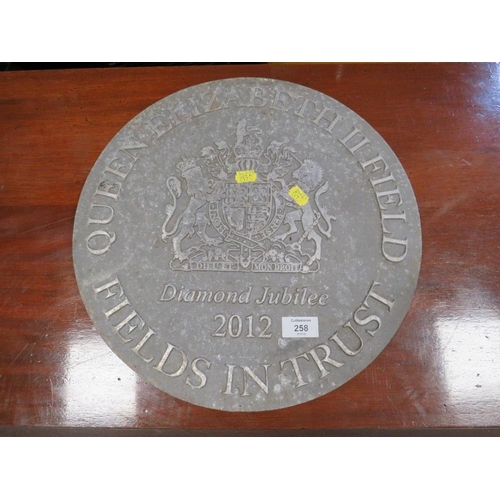 QUEEN ELIZABETH II FIELD
DIEU ET MON DROIT
Diamond Jubilee
2012
258
FIELDS IN TRUST